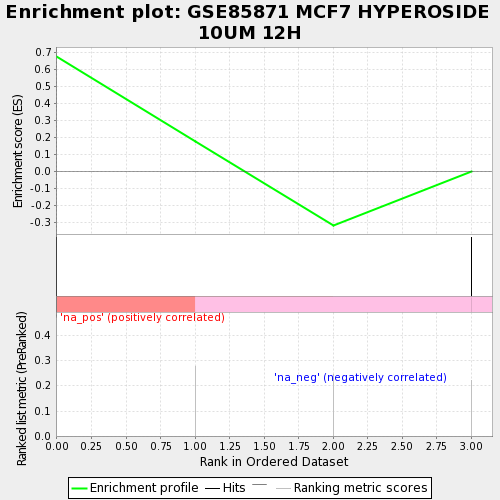 Enrichment plot: GSE85871 MCF7 HYPEROSIDE
10UM 12H
Enrichment score (ES)
0.7
0.6
0.5
0.4
0.3
0.2
0.1
0.0
-0.1
-0.2
-0.3
'na_pos' (positively correlated)
'na_neg' (negatively correlated)
Ranked list metric (PreRanked)
0.4
0.3
0.2
0.1
0.0
0.00 0.25 0.50 0.75 1.00 1.25 1.50 1.75 2.00 2.25 2.50 2.75 3.00
Rank in Ordered Dataset
Enrichment profile Hits Ranking metric scores